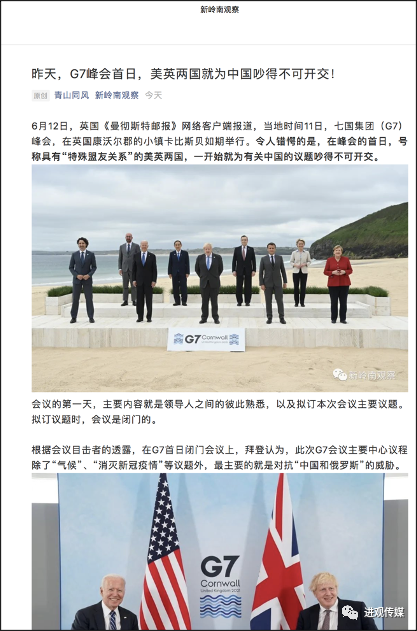 新岭南观察
昨天，G7峰会首日，美英两国就为中国吵得不可开交！
原创 青山同风 新岭南观察 今天
6月12日，英国《曼彻斯特邮报》网络客户端报道，当地时间11日，七国集团（G7）
峰会，在英国康沃尔郡的小镇卡比斯贝如期举行。令人错愕的是，在峰会的首日，号
称具有“特殊盟友关系”的美英两国，一开始就为有关中国的议题吵得不可开交。
G7
Cornwall
新岭南观察
会议的第一天，主要内容就是领导人之间的彼此熟悉，以及拟订本次会议主要议题。
拟订议题时，会议是闭门的。
根据会议目击者的透露，在G7首日闭门会议上，拜登认为，此次G7会议主要中心议程
除了“气候”、“消灭新冠疫情”等议题外，最主要的就是对抗“中国和俄罗斯”的威胁。
G7
Cornwall
United Kingdom 2021
进观传媒